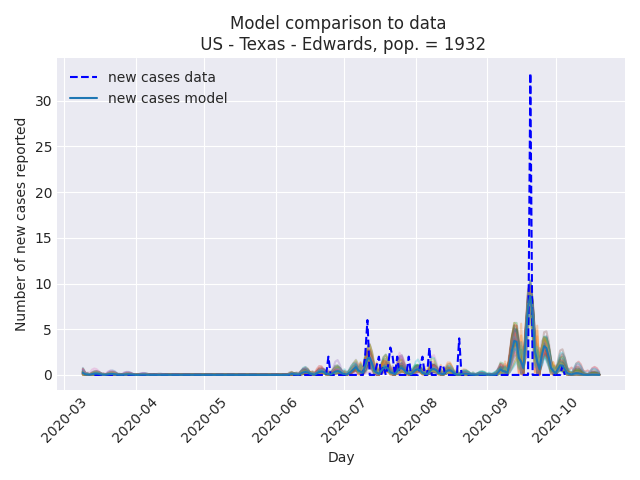 Model comparison to data
US - Texas - Edwards, pop. = 1932
new cases data
new cases model
Number of new cases reported
30
25
20
15
10
5
0
2020-03
2020-04
2020-05
2020-06
2020-07
2020-08
2020-09
2020-10
Day